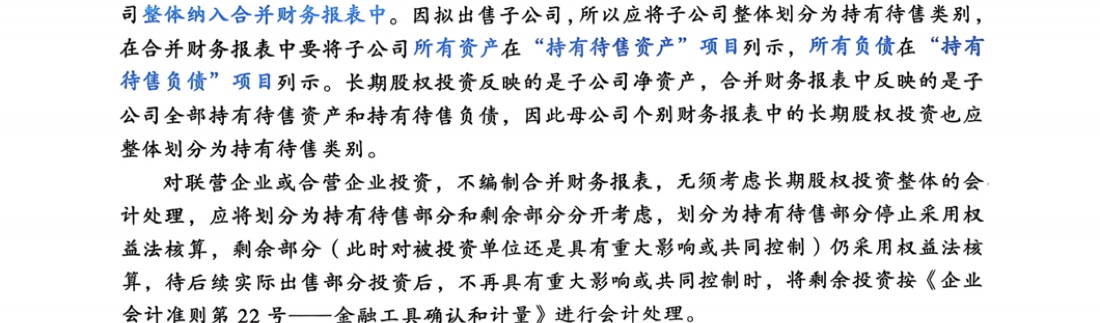 司整体纳入合并财务报表中。因拟出售子公司，所以应将子公司整体划分为持有待售类别，
在合并财务报表中要将子公司所有资产在“持有待售资产”项目列示，所有负债在“持有
待售负债”项目列示。长期股权投资反映的是子公司净资产，合并财务报表中反映的是子
公司全部持有待售资产和持有待售负债，因此母公司个别财务报表中的长期股权投资也应
整体划分为持有待售类别。
对联营企业或合营企业投资，不编制合并财务报表，无须考虑长期股权投资整体的会
计处理，应将划分为持有待售部分和剩余部分分开考虑，划分为持有待售部分停止采用权
益法核算，剩余部分（此时对被投资单位还是具有重大影响或共同控制）仍采用权益法核
算，待后续实际出售部分投资后，不再具有重大影响或共同控制时，将剩余投资按《企业
会计准则第 22 号——金融工具确认和计量》进行会计处理。